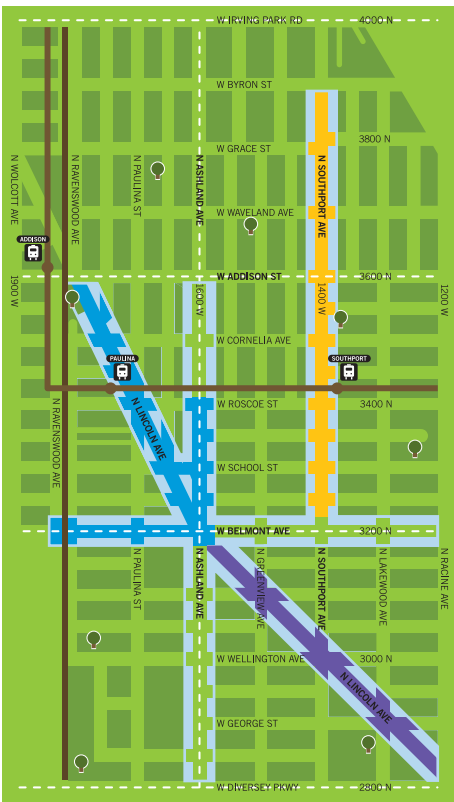 W IRVING PARK RD
4000 N
W BYRON ST
3800 N
W GRACE ST
N WOLCOTT AVE
N RAVENSWOOD AVE
N PAULINA ST
N ASHLAND AVE
N SOUTHPORT AVE
W WAVELAND AVE
ADDISON
W ADDISON ST
3600 N
1900 W
1600 W
1400 W
1200 W
W CORNELIA AVE
PAULINA
SOUTHPORT
N RAVENSWOOD AVE
N LINCOLN AVE
W ROSCOE ST
3400 N
W SCHOOL ST
W BELMONT AVE
3200 N
N PAULINA ST
N ASHLAND AVE
N GREENVIEW AVE
N SOUTHPORT AVE
N LAKEWOOD AVE
N RACINE AVE
W WELLINGTON AVE
3000 N
N LINCOLN AVE
W GEORGE ST
W DIVERSEY PKWY
2800 N